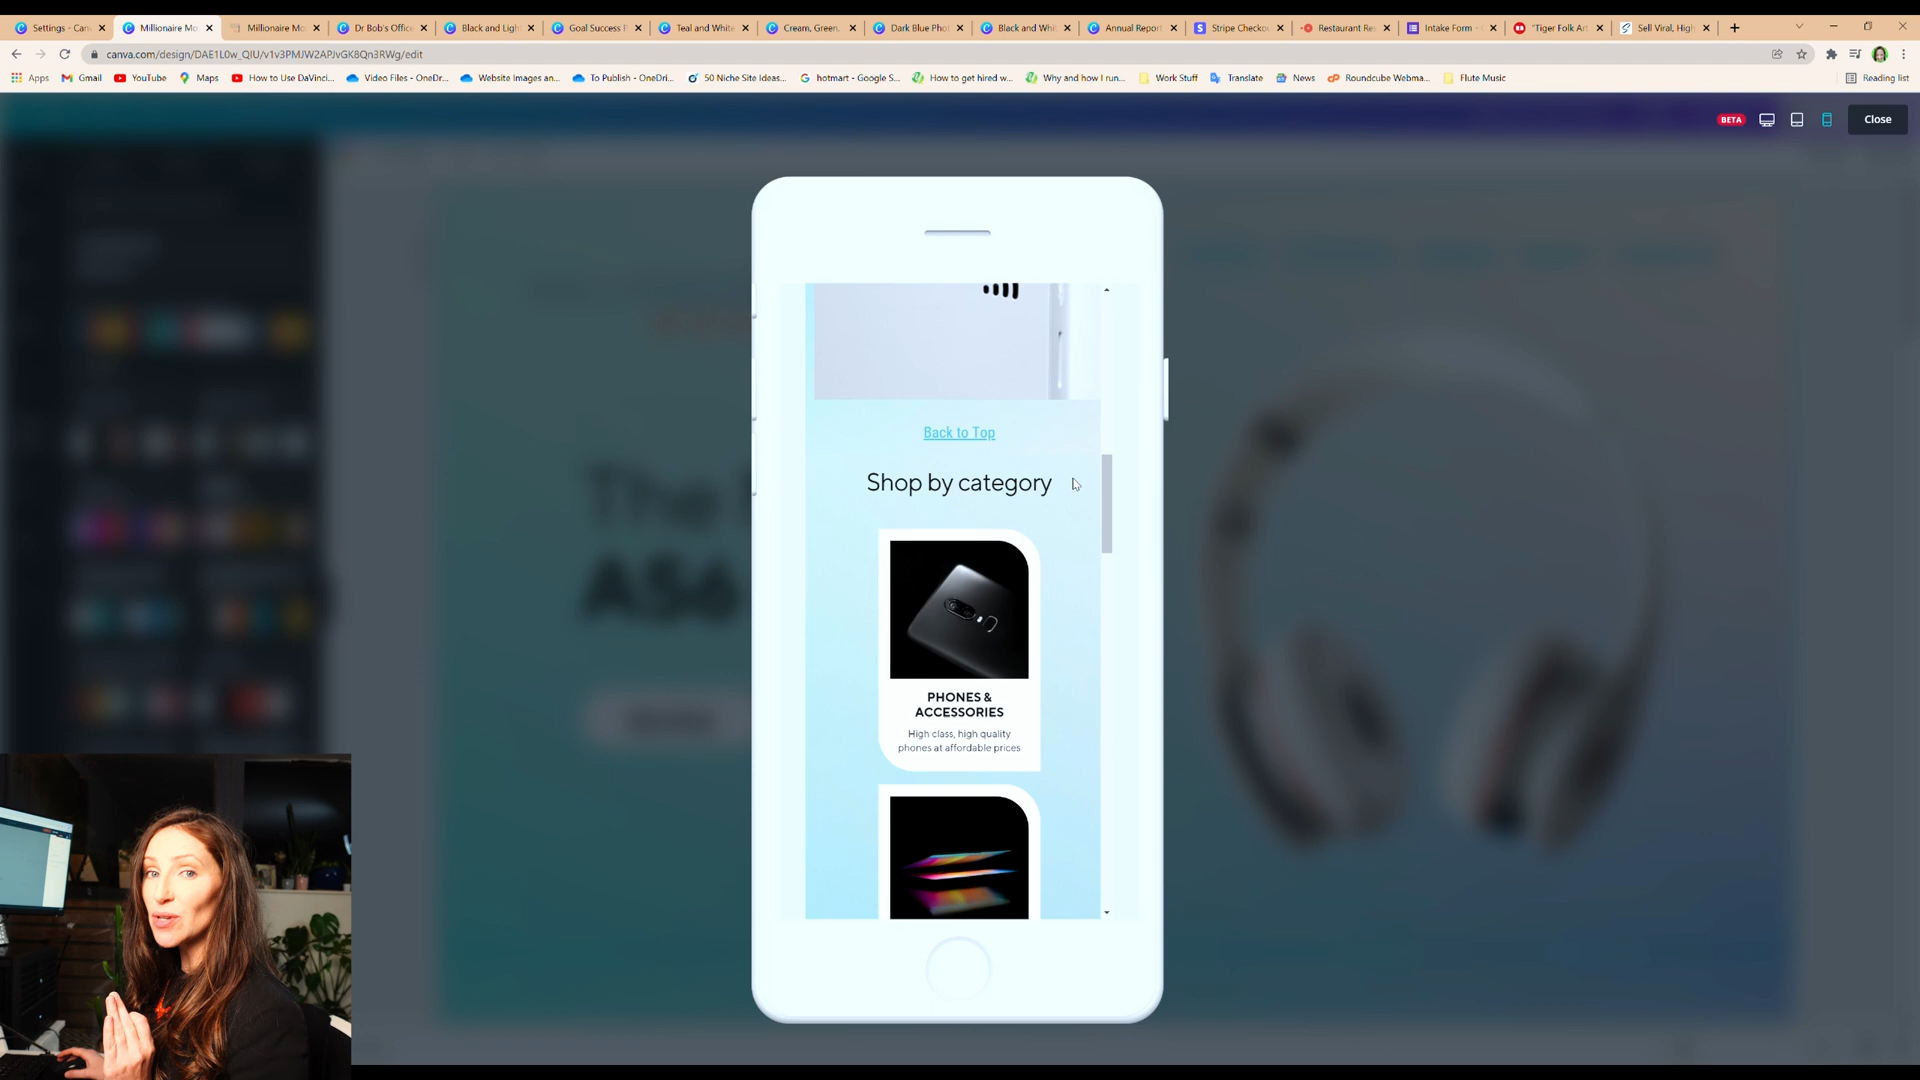 Settings - Can
Millionaire Mo
Millionaire Mo
Dr Bob's Office
Black and Ligh
Goal Success P
Teal and White
Cream, Green,
Dark Blue Phot
Black and Whi
Annual Report
Stripe Checkou
Restaurant Re
Intake Form -
"Tiger Folk Ar
Sell Viral, High
canva.com/design/DAE1L0w_QIU/v1v3PMJW2APJvGK8Qn3RWg/edit
Apps
Gmail
YouTube
Maps
How to Use DaVinci...
Video Files - OneDr...
Website Images an...
To Publish - OneDri...
50 Niche Site Ideas...
hotmart - Google S...
How to get hired w...
Why and how I run...
Work Stuff
Translate
News
Roundcube Webma...
Flute Music
Reading list
BETA
Close
Back to Top
Shop by category
PHONES &
ACCESSORIES
High class, high quality
phones at affordable prices
The
AS6